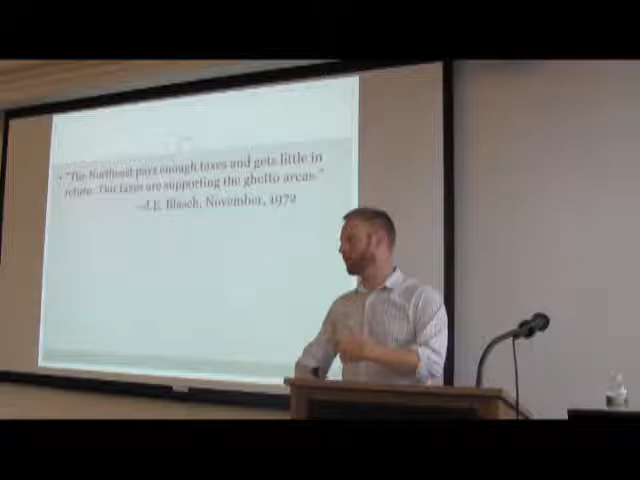 • "The Northeast pays enough taxes and gets little in
return. Our taxes are supporting the ghetto areas."
—J.E. Blasch, November, 1972